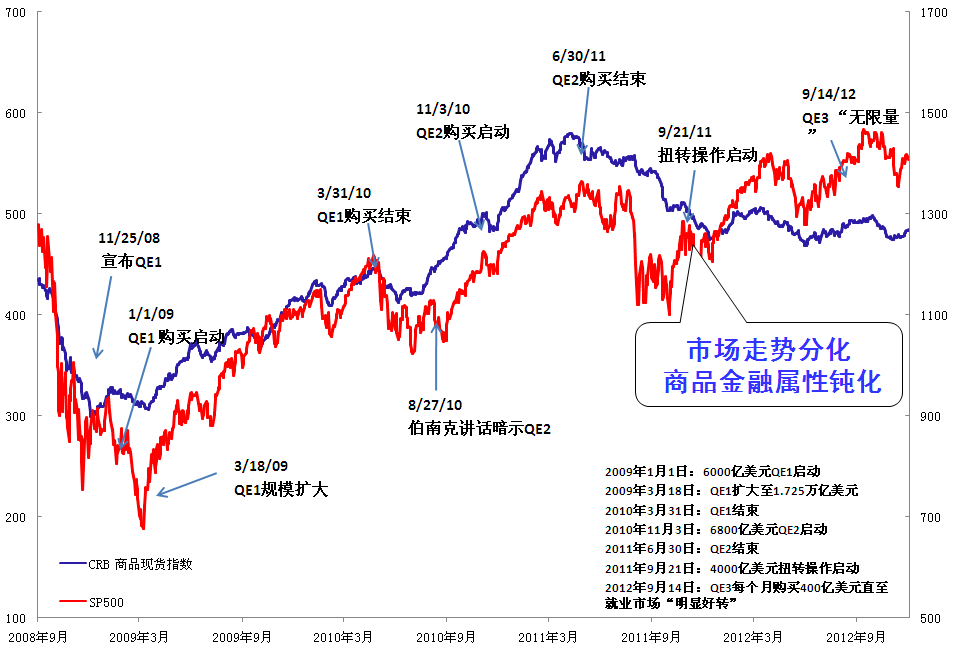 700
600
500
400
300
200
100
1700
1500
1300
1100
900
700
500
6/30/11
QE2购买结束
11/3/10
QE2购买启动
9/14/12
QE3“无限量
”
9/21/11
扭转操作启动
3/31/10
QE1购买结束
11/25/08
宣布QE1
1/1/09
QE1 购买启动
市场走势分化
商品金融属性钝化
8/27/10
伯南克讲话暗示QE2
3/18/09
QE1规模扩大
2009年1月1日：6000亿美元QE1启动
2009年3月18日：QE1扩大至1.725万亿美元
2010年3月31日：QE1结束
2010年11月3日：6800亿美元QE2启动
2011年6月30日：QE2结束
2011年9月21日：4000亿美元扭转操作启动
2012年9月14日：QE3每个月购买400亿美元直至
就业市场“明显好转”
CRB 商品现货指数
SP500
2008年9月 2009年3月 2009年9月 2010年3月 2010年9月 2011年3月 2011年9月 2012年3月 2012年9月